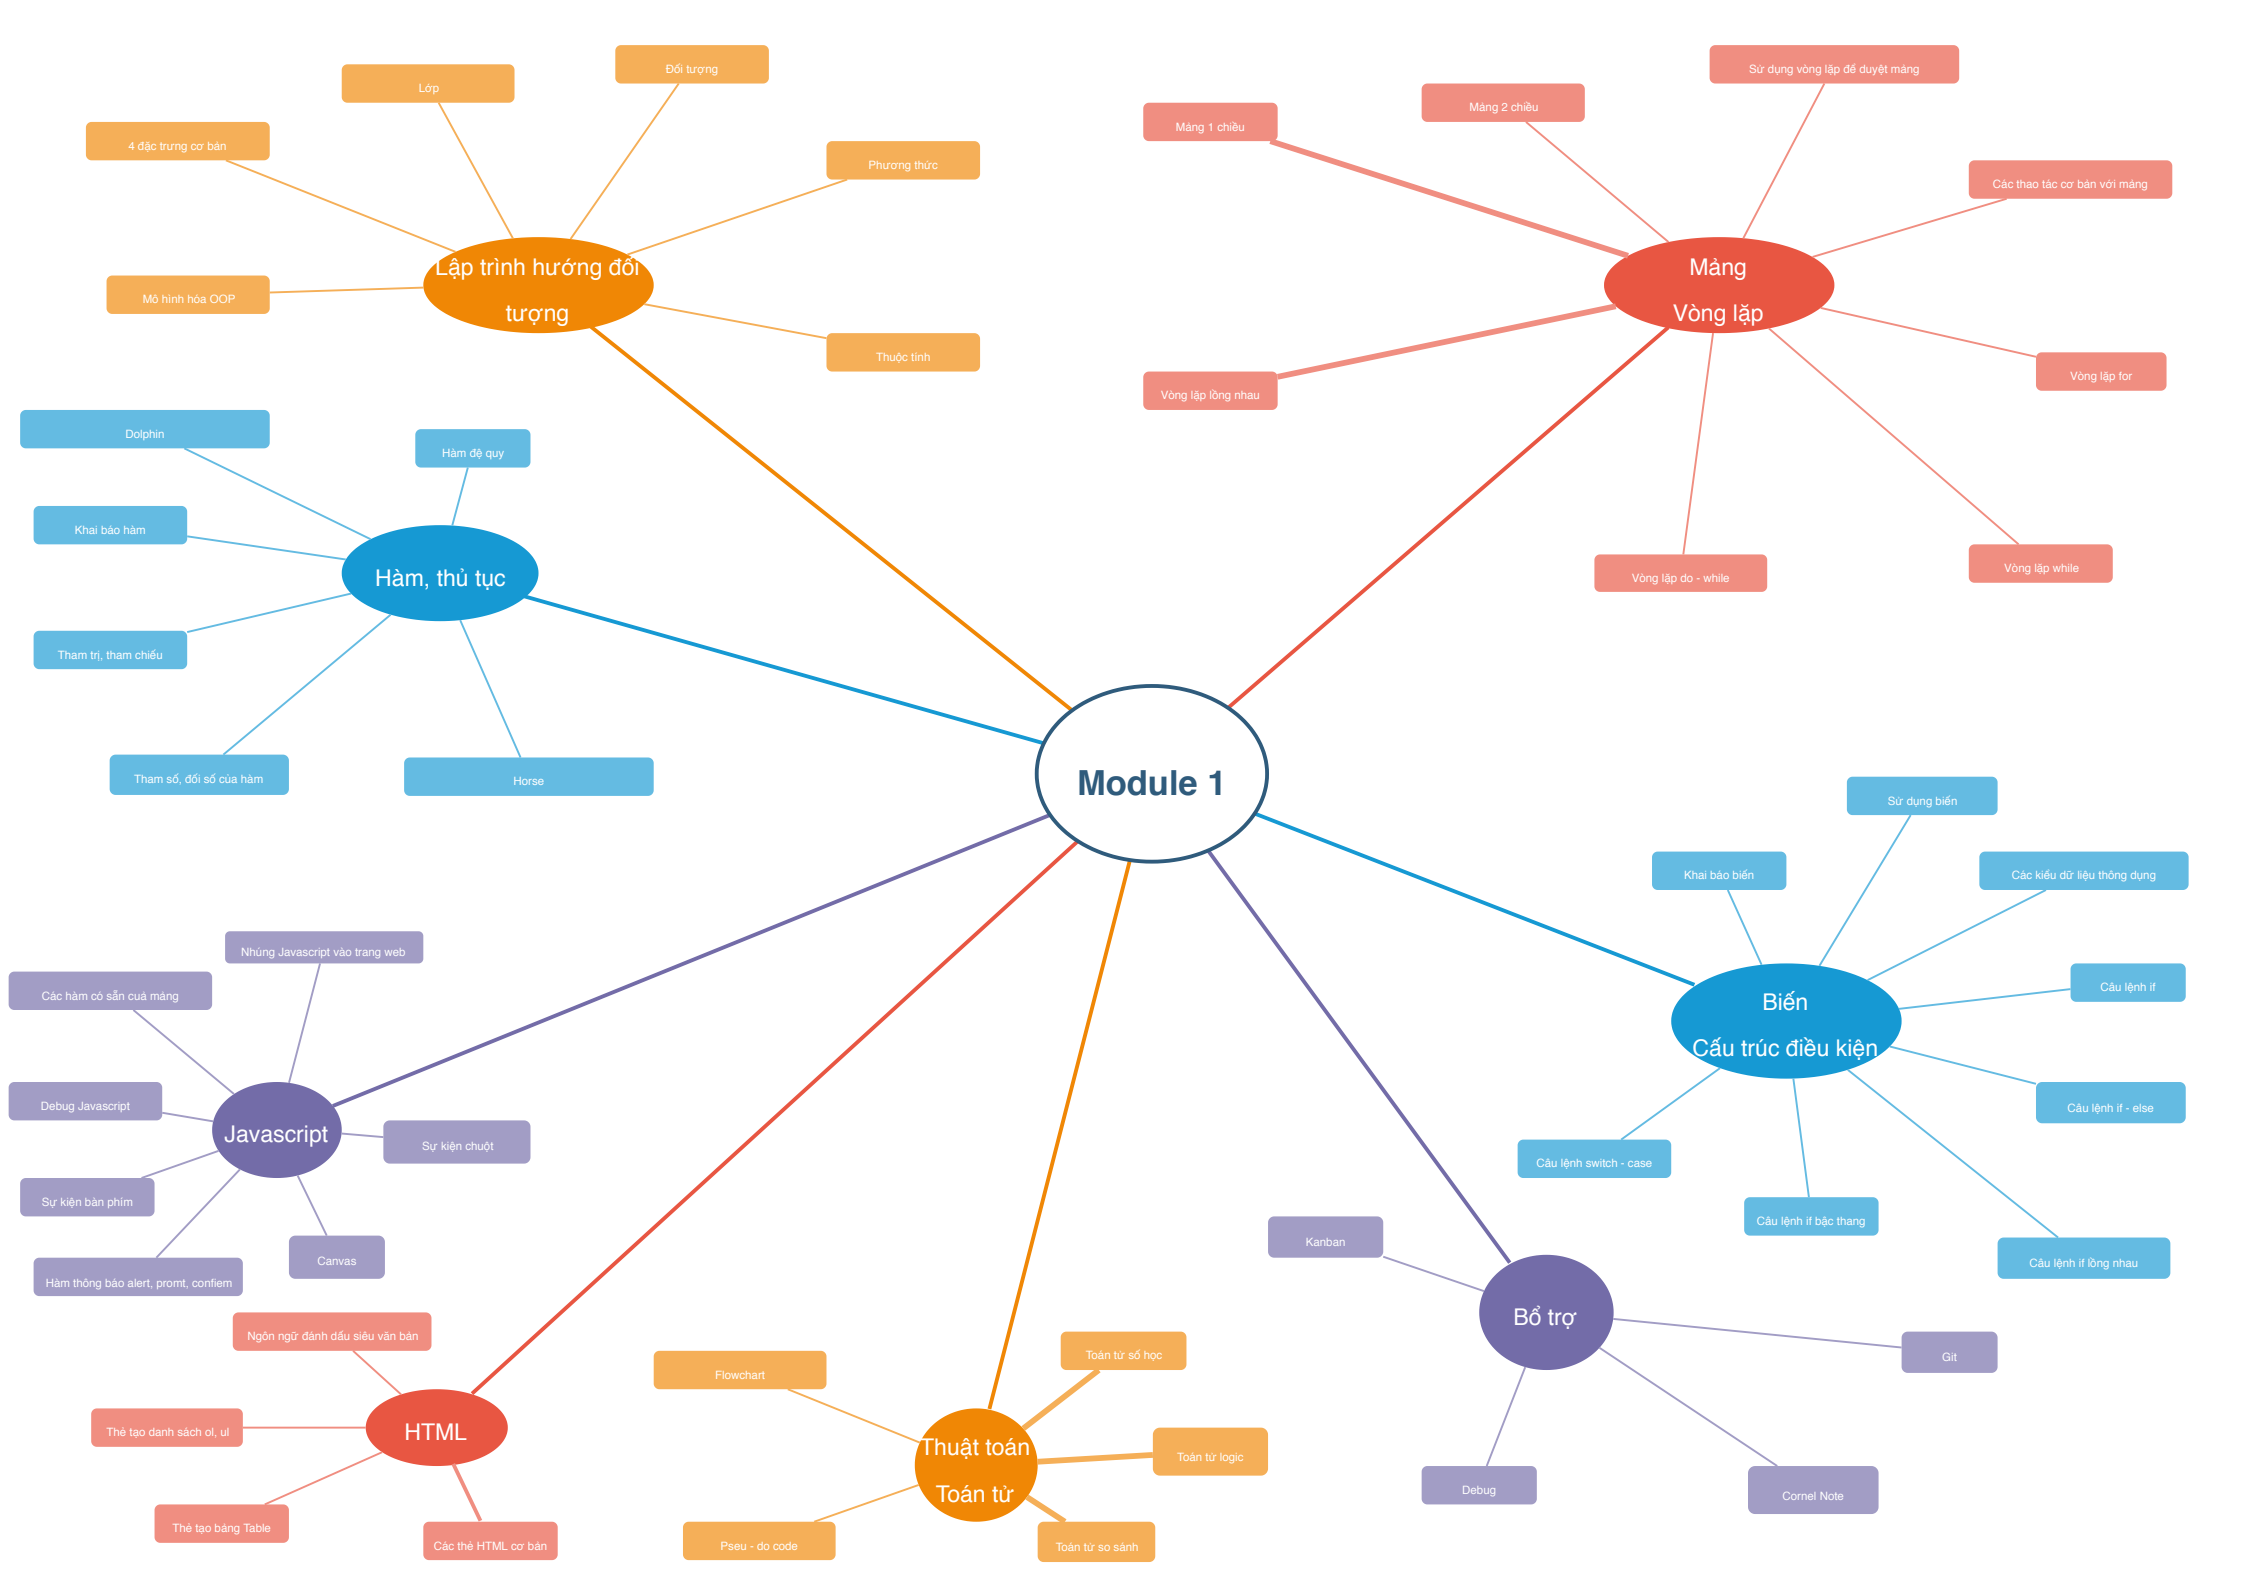 Đối tượng
Lớp
4 đặc trưng cơ bản
Phương thức
Lập trình hướng đối
tượng
Mô hình hóa OOP
Thuộc tính
Sử dụng vòng lặp để duyệt mảng
Mảng 2 chiều
Mảng 1 chiều
Các thao tác cơ bản với mảng
Mảng
Vòng lặp
Vòng lặp for
Vòng lặp lồng nhau
Vòng lặp do - while
Vòng lặp while
Dolphin
Hàm đệ quy
Khai báo hàm
Hàm, thủ tục
Tham trị, tham chiếu
Tham số, đối số của hàm
Horse
Module 1
Sử dụng biến
Khai báo biến
Các kiểu dữ liệu thông dụng
Câu lệnh if
Biến
Cấu trúc điều kiện
Câu lệnh if - else
Câu lệnh switch - case
Câu lệnh if bậc thang
Câu lệnh if lồng nhau
Nhúng Javascript vào trang web
Các hàm có sẵn cuả mảng
Debug Javascript
Javascript
Sự kiện chuột
Sự kiện bàn phím
Canvas
Hàm thông báo alert, promt, confiem
Kanban
Bổ trợ
Git
Debug
Cornel Note
Ngôn ngữ đánh dấu siêu văn bản
Thẻ tạo danh sách ol, ul
HTML
Thẻ tạo bảng Table
Các thẻ HTML cơ bản
Flowchart
Toán tử số học
Thuật toán
Toán tử
Toán tử logic
Pseu - do code
Toán tử so sánh